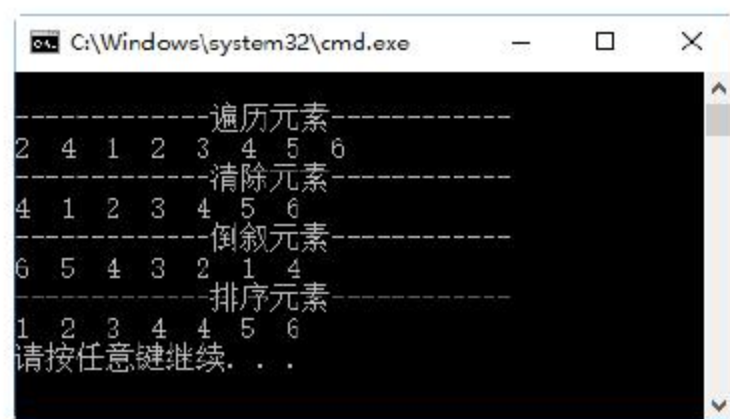 C:\Windows\system32\cmd.exe
-------------遍历元素------------
2  4  1  2  3  4  5  6
-------------清除元素------------
4  1  2  3  4  5  6
-------------倒叙元素------------
6  5  4  3  2  1  4
-------------排序元素------------
1  2  3  4  4  5  6
请按任意键继续. . .